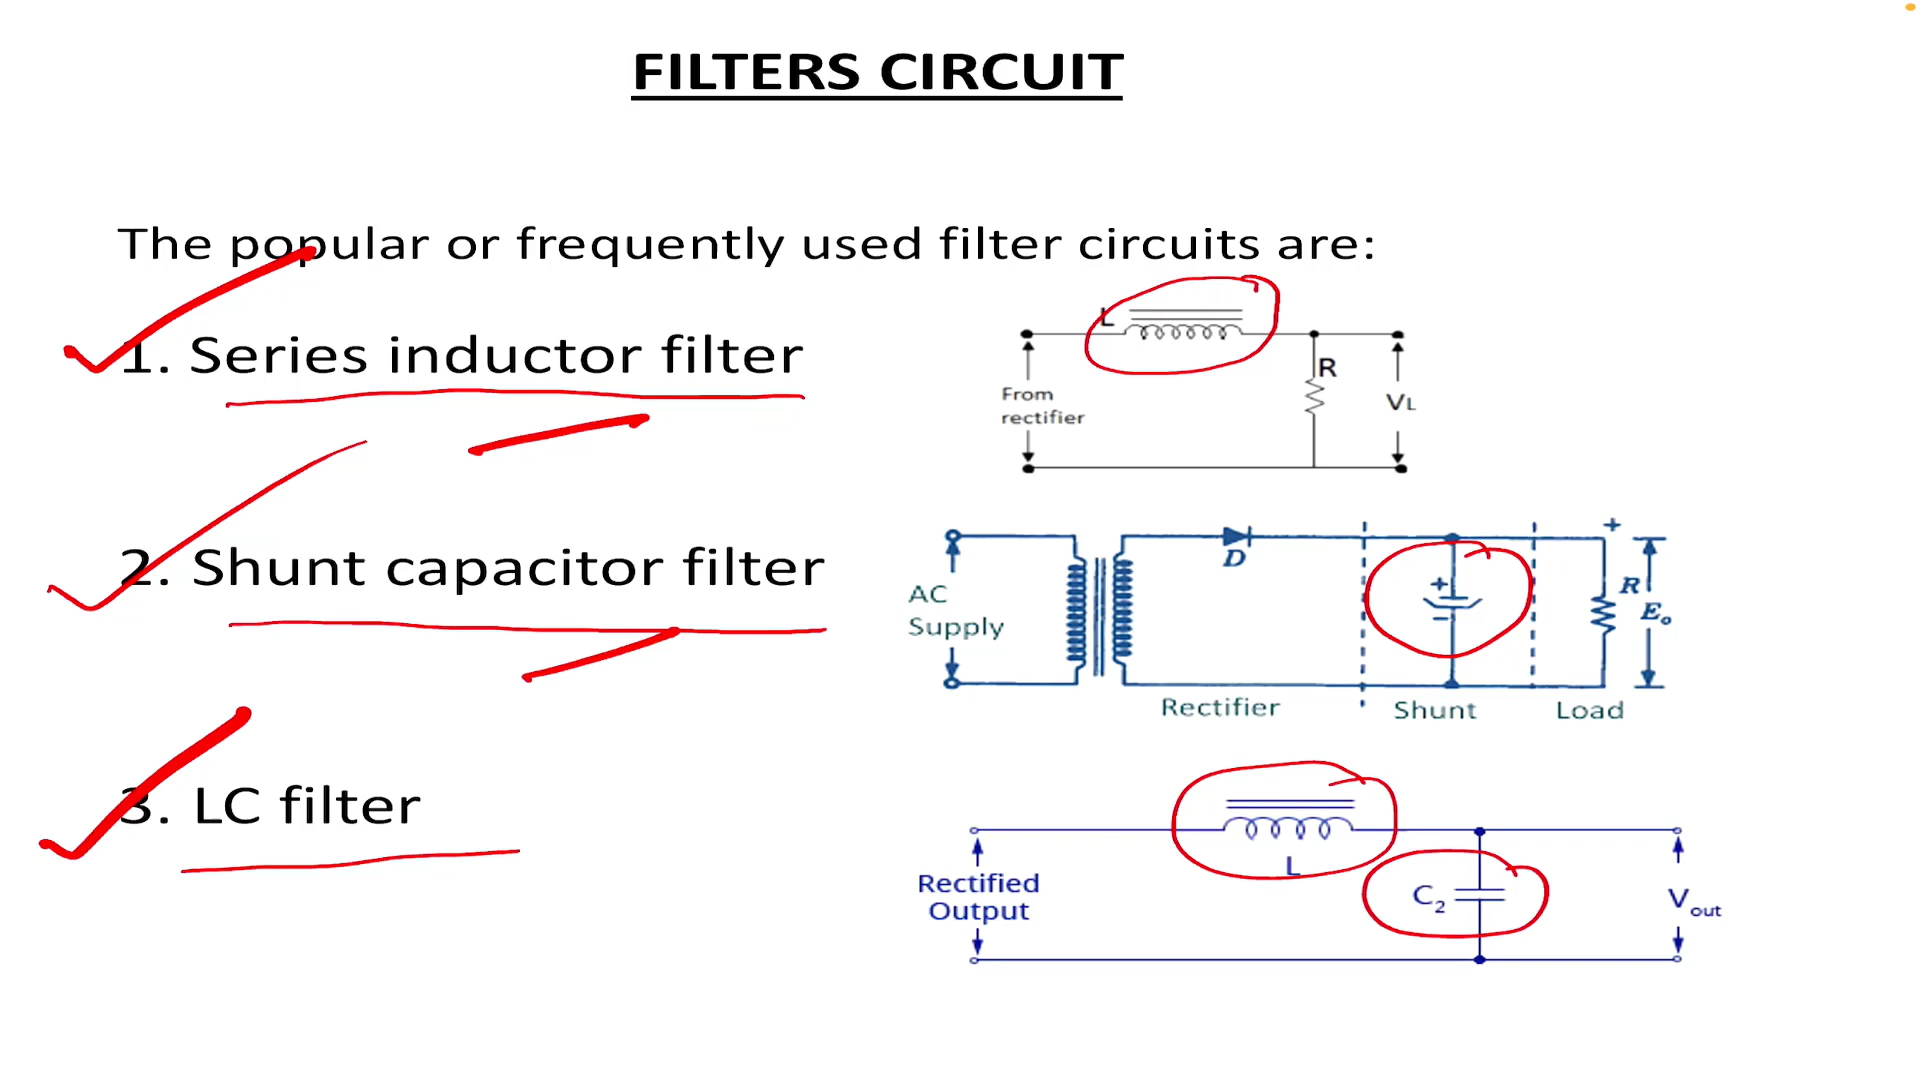 FILTERS CIRCUIT
The popular or frequently used filter circuits are:
1. Series inductor filter
L
R
From
rectifier
VL
2. Shunt capacitor filter
D
+
AC
Supply
+
-
R
Eo
Rectifier
Shunt
Load
3. LC filter
L
Rectified
Output
C2
Vout